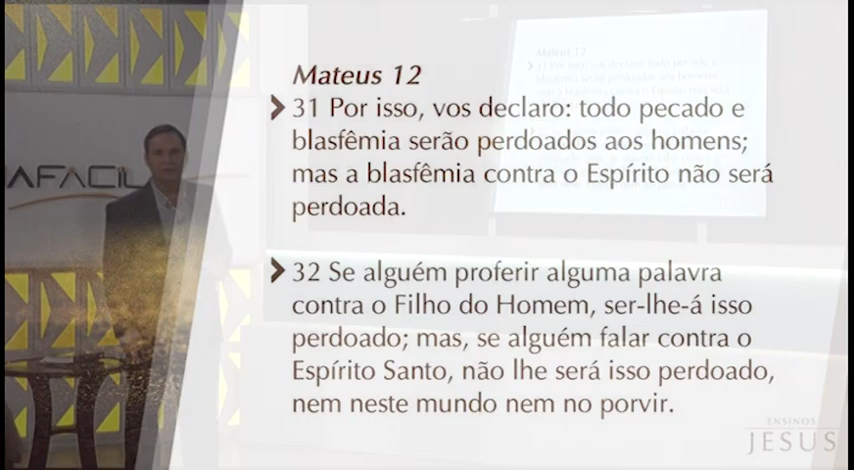 Mateus 12
31 Por isso, vos declaro: todo pecado e
blasfêmia serão perdoados aos homens;
mas a blasfêmia contra o Espírito não será
perdoada.
32 Se alguém proferir alguma palavra
contra o Filho do Homem, ser-lhe-á isso
perdoado; mas, se alguém falar contra o
Espírito Santo, não lhe será isso perdoado,
nem neste mundo nem no porvir.
AFACIL
ENSINOS
JESUS